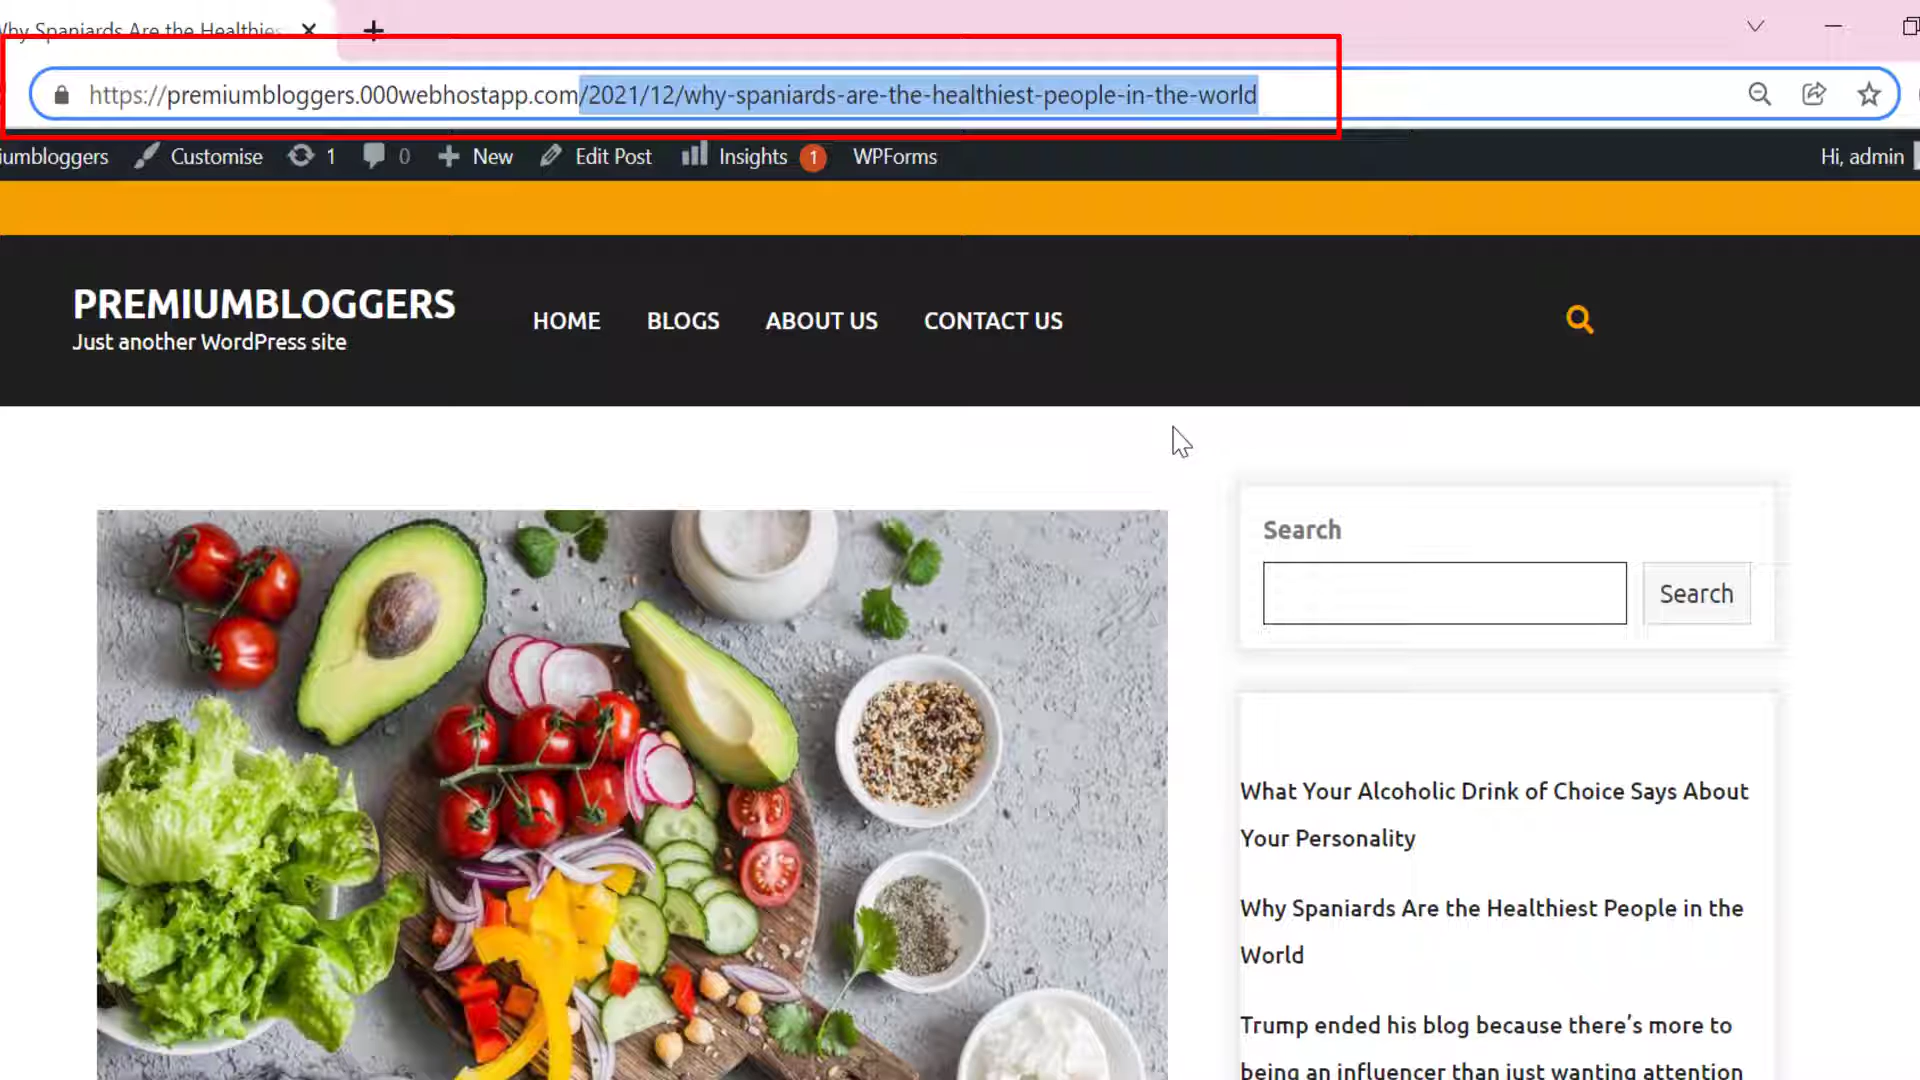 Why Spaniards Are the Healthies
https://premiumbloggers.000webhostapp.com/2021/12/why-spaniards-are-the-healthiest-people-in-the-world
iumbloggers Customise 1 0 New Edit Post Insights 1 WPForms Hi, admin
PREMIUMBLOGGERS
Just another WordPress site
HOME BLOGS ABOUT US CONTACT US
Search
Search
What Your Alcoholic Drink of Choice Says About
Your Personality
Why Spaniards Are the Healthiest People in the
World
Trump ended his blog because there’s more to
being an influencer than just wanting attention